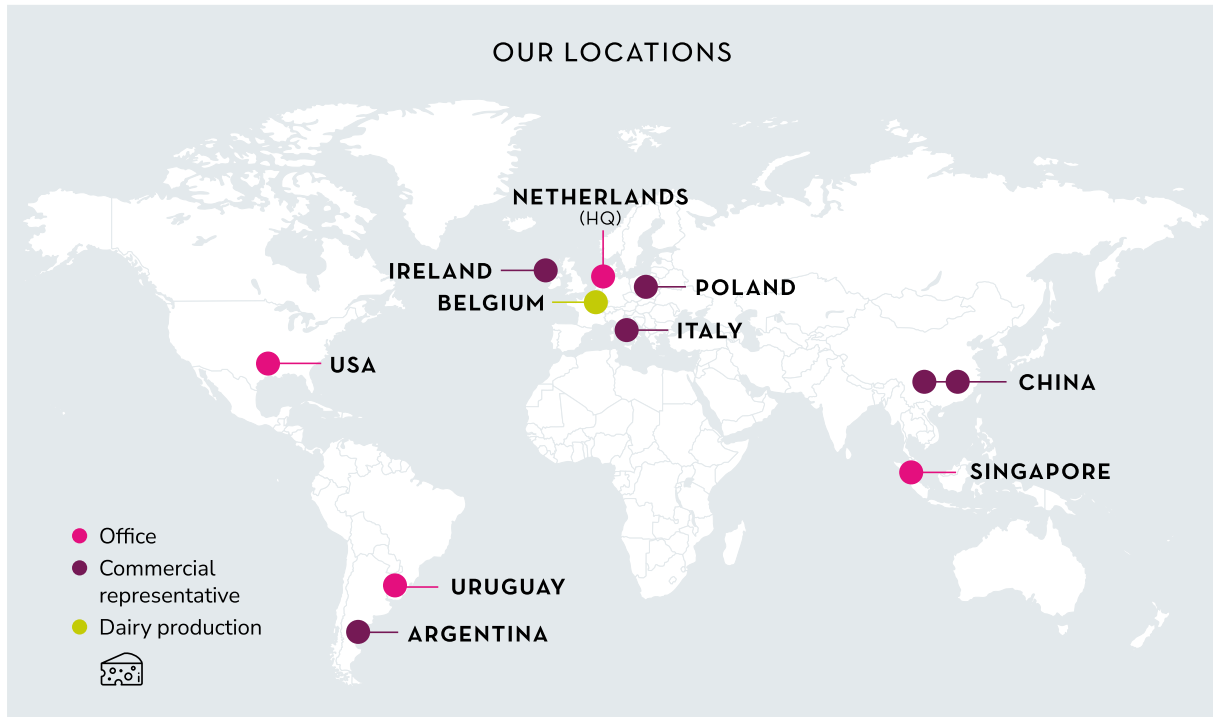 OUR LOCATIONS
NETHERLANDS
(HQ)
IRELAND
POLAND
BELGIUM
ITALY
USA
CHINA
SINGAPORE
URUGUAY
ARGENTINA
Office
Commercial
representative
Dairy production